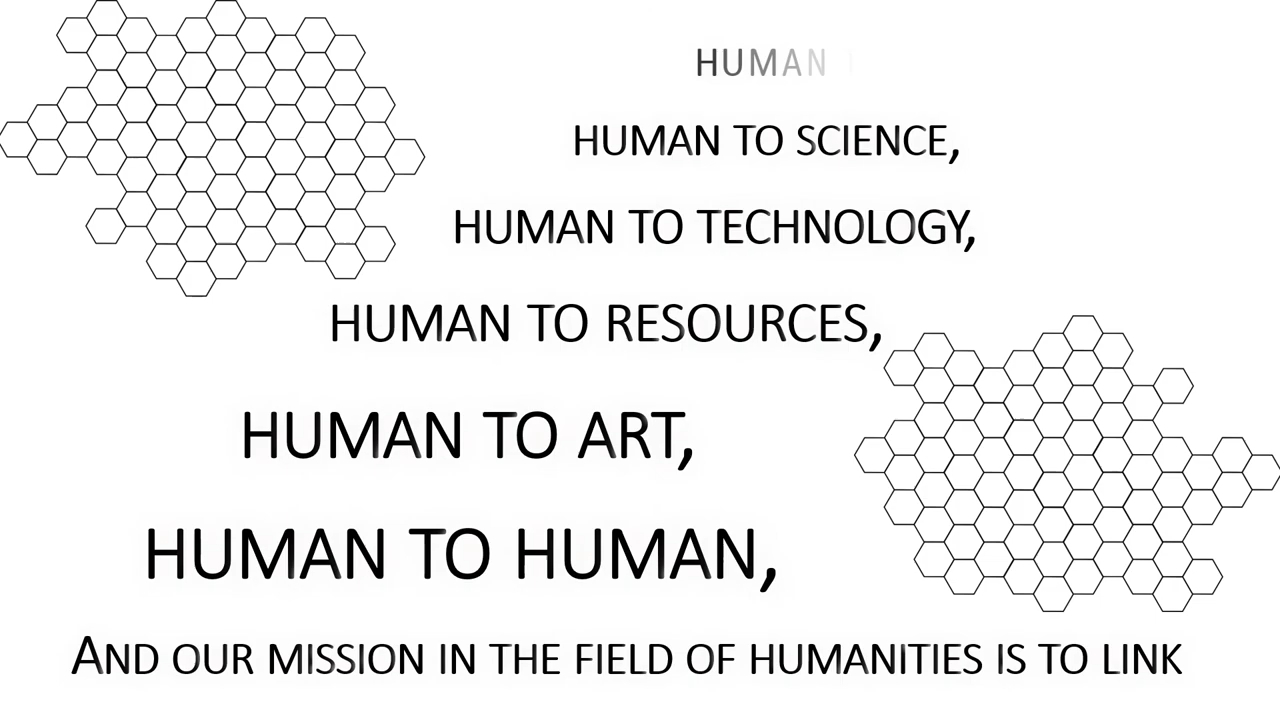 HUMAN
HUMAN TO SCIENCE,
HUMAN TO TECHNOLOGY,
HUMAN TO RESOURCES,
HUMAN TO ART,
HUMAN TO HUMAN,
AND OUR MISSION IN THE FIELD OF HUMANITIES IS TO LINK